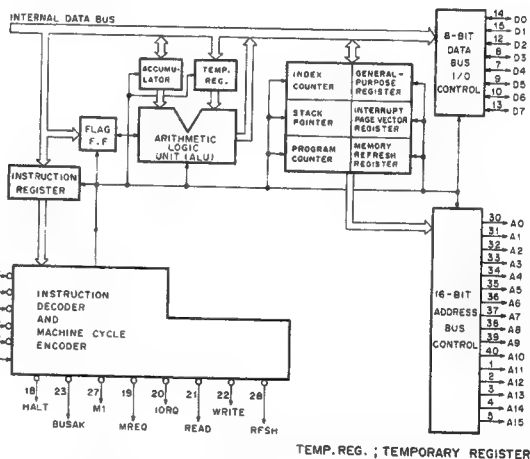 INTERNAL DATA BUS
ACCUMU-
LATOR
TEMP.
REG.
FLAG
F.F
ARITHMETIC
LOGIC
UNIT (ALU)
INSTRUCTION
REGISTER
INDEX
COUNTER
GENERAL-
PURPOSE
REGISTER
STACK
POINTER
INTERRUPT
PAGE VECTOR
REGISTER
PROGRAM
COUNTER
MEMORY
REFRESH
REGISTER
8-BIT
DATA
BUS
I/O
CONTROL
14 D0
15 D1
12 D2
8 D3
7 D4
9 D5
10 D6
13 D7
16-BIT
ADDRESS
BUS
CONTROL
30 A0
31 A1
32 A2
33 A3
34 A4
35 A5
36 A6
37 A7
38 A8
39 A9
40 A10
1 A11
2 A12
3 A13
4 A14
5 A15
INSTRUCTION
DECODER
AND
MACHINE CYCLE
ENCODER
18 HALT
23 BUSAK
27 M1
19 MREQ
20 IORQ
21 READ
22 WRITE
28 RFSH
TEMP. REG. ; TEMPORARY REGISTER